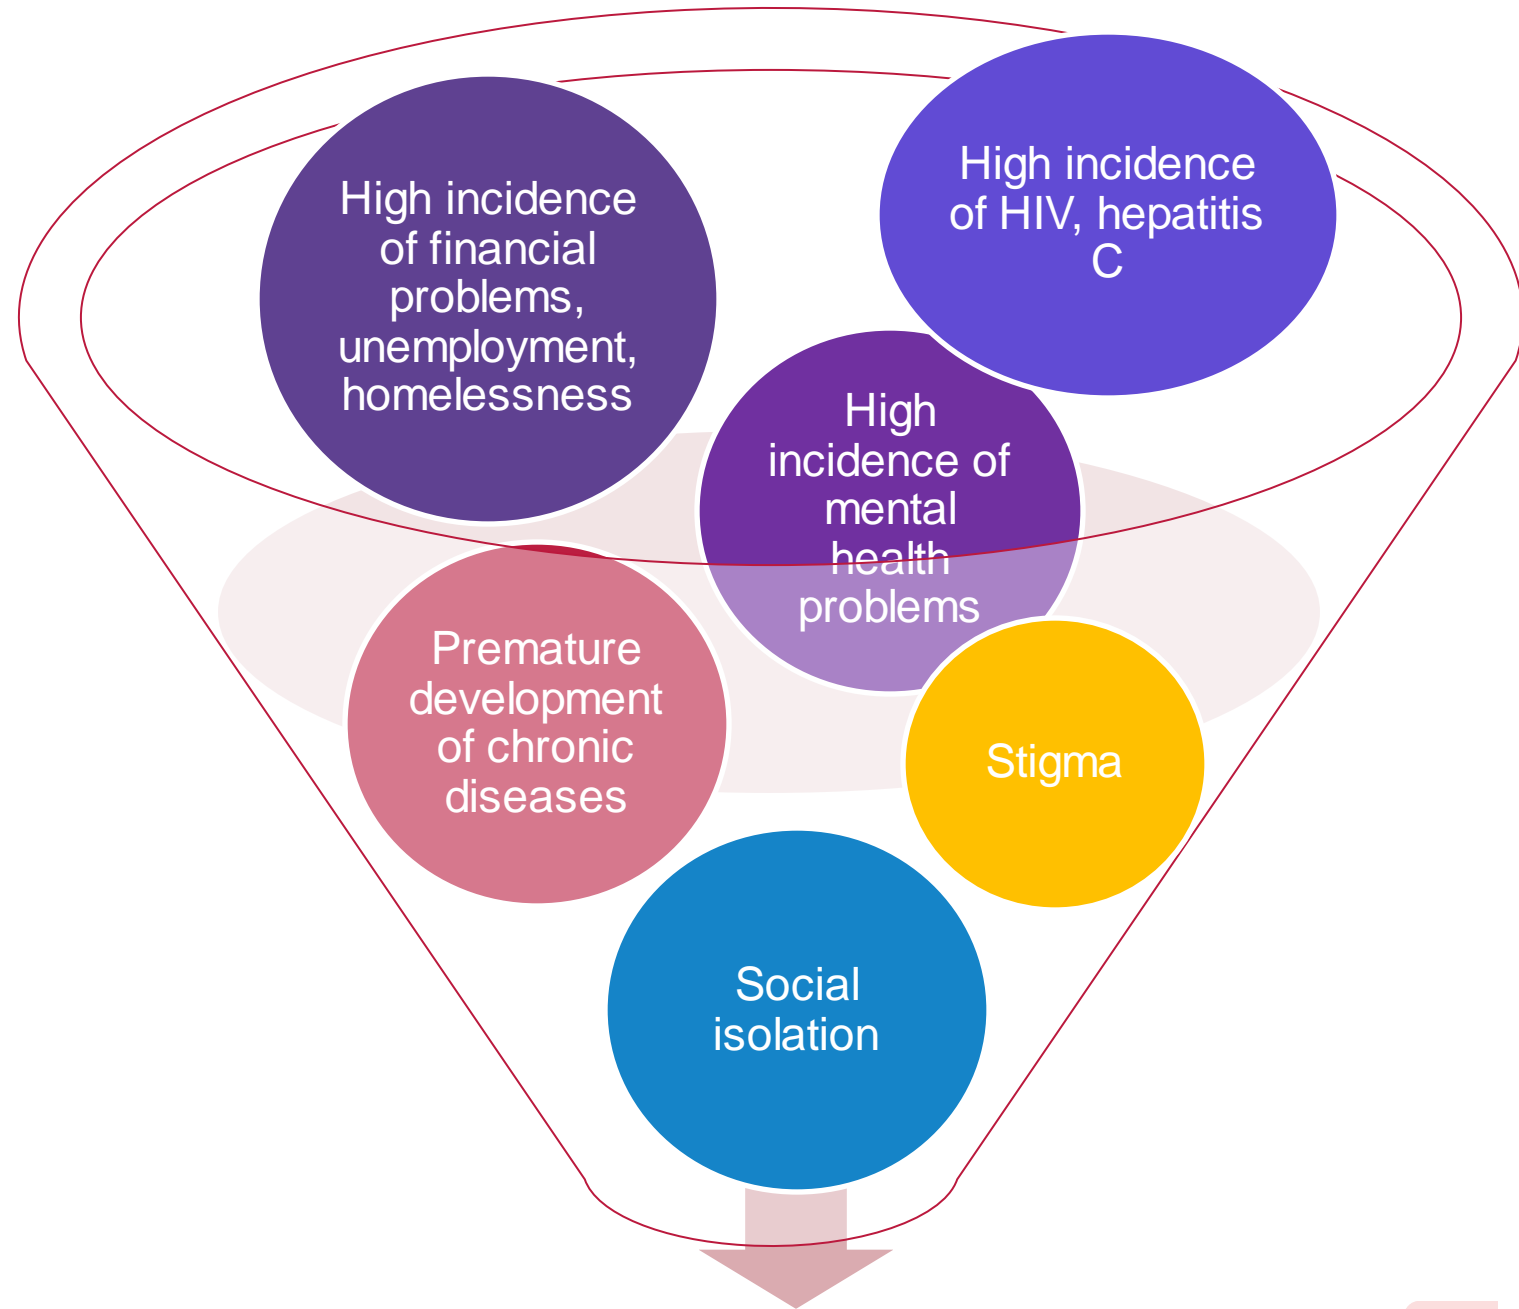 High incidence
of financial
problems,
unemployment,
homelessness
High incidence
of HIV, hepatitis
C
High
incidence of
mental
health
problems
Premature
development
of chronic
diseases
Stigma
Social
isolation